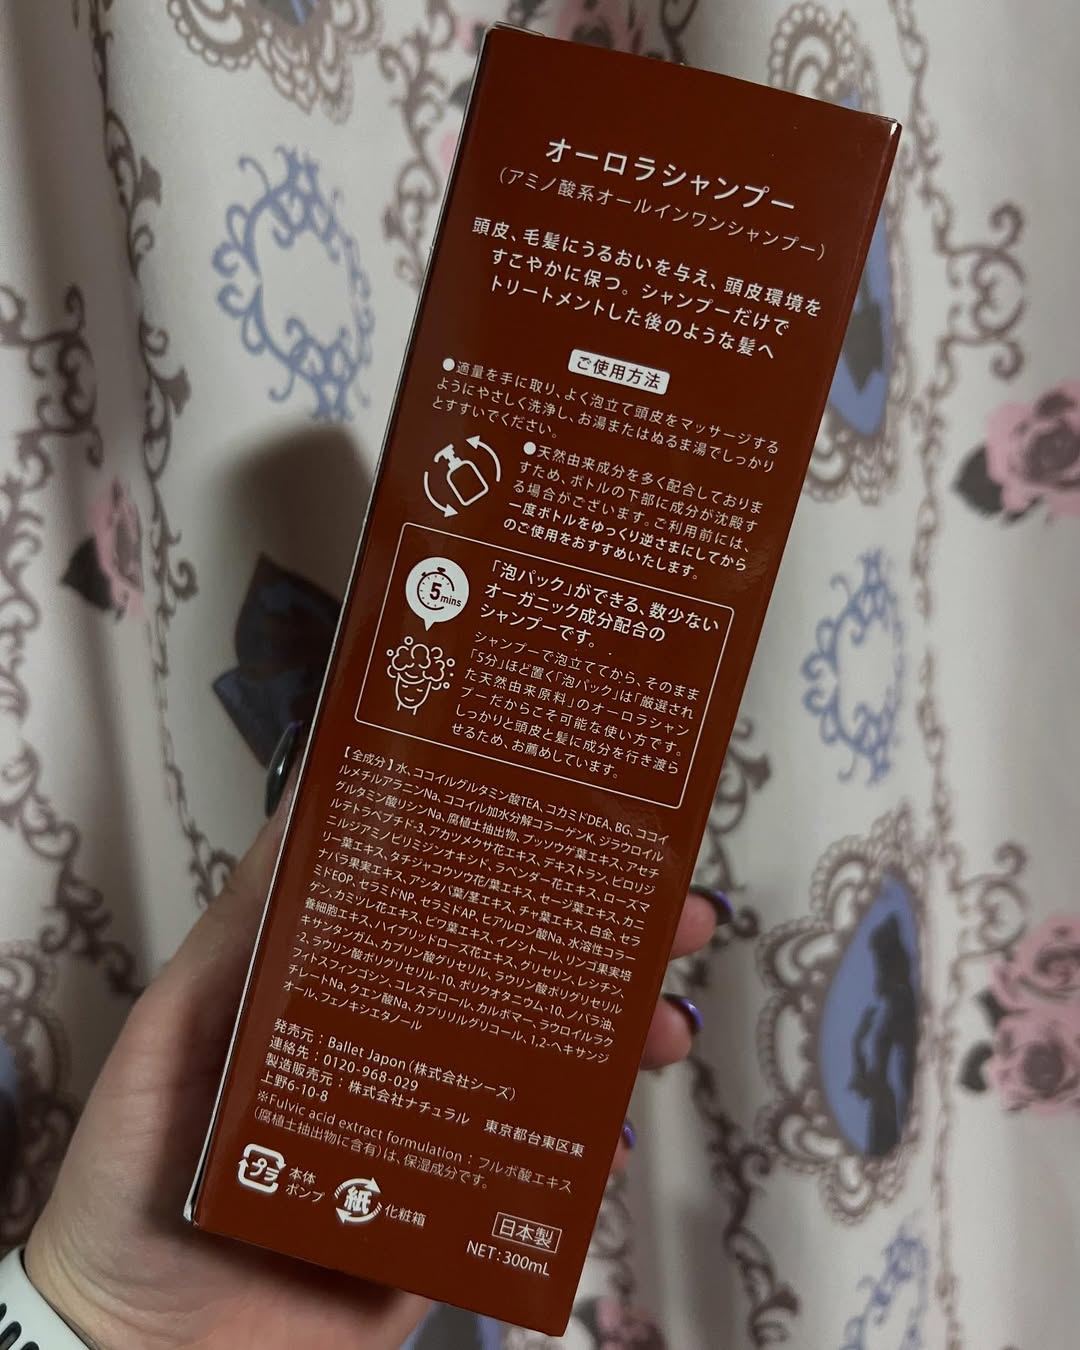 オーロラシャンプー
(アミノ酸系オールインワンシャンプー)
頭皮、毛髪にうるおいを与え、頭皮環境を
すこやかに保つ。シャンプーだけで
トリートメントした後のような髪へ
ご使用方法
●適量を手に取り、よく泡立て頭皮をマッサージする
ようにやさしく洗浄し、お湯またはぬるま湯でしっかり
とすすいでください。
●天然由来成分を多く配合しておりま
すため、ボトルの下部に成分が沈殿す
る場合がございます。ご利用前には、
一度ボトルをゆっくり逆さまにしてから
のご使用をおすすめいたします。
5
mins
「泡パック」ができる、数少ない
オーガニック成分配合の
シャンプーです。
シャンプーで泡立ててから、そのまま
「5分」ほど置く「泡パック」は「厳選され
た天然由来原料」のオーロラシャン
プーだからこそ可能な使い方です。
しっかりと頭皮と髪に成分を行き渡ら
せるため、お薦めしています。
【全成分】水、ココイルグルタミン酸TEA、コカミドDEA、BG、ココイ
ルメチルアラニンNa、ココイル加水分解コラーゲンK、ジラウロイル
グルタミン酸リシンNa、腐植土抽出物、ブッソウゲ葉エキス、アセチ
ルテトラペプチド-3、アカツメクサ花エキス、デキストラン、ピロリジ
ニルジアミノピリミジンオキシド、ラベンダー花エキス、ローズマ
リー葉エキス、タチジャコウソウ花/葉エキス、セージ葉エキス、カニ
ナバラ果実エキス、アシタバ葉/茎エキス、チャ葉エキス、白金、セラ
ミドEOP、セラミドNP、セラミドAP、ヒアルロン酸Na、水溶性コラー
ゲン、カミツレ花エキス、ビワ葉エキス、イノシトール、リンゴ果実培
養細胞エキス、ハイブリッドローズ花エキス、グリセリン、レシチン、
キサンタンガム、カプリン酸グリセリル、ラウリン酸ポリグリセリル
-2、ラウリン酸ポリグリセリル-10、ポリクオタニウム-10、ノバラ油、
フィトスフィンゴシン、コレステロール、カルボマー、ラウロイルラク
チレートNa、クエン酸Na、カプリリルグリコール、1,2-ヘキサンジ
オール、フェノキシエタノール
発売元：Ballet Japon(株式会社シーズ)
連絡先：0120-968-029
製造販売元：株式会社ナチュラル 東京都台東区東
上野6-10-8
※Fulvic acid extract formulation：フルボ酸エキス
(腐植土抽出物に含有)は、保湿成分です。
プラ
本体
ポンプ
紙
化粧箱
日本製
NET:300mL